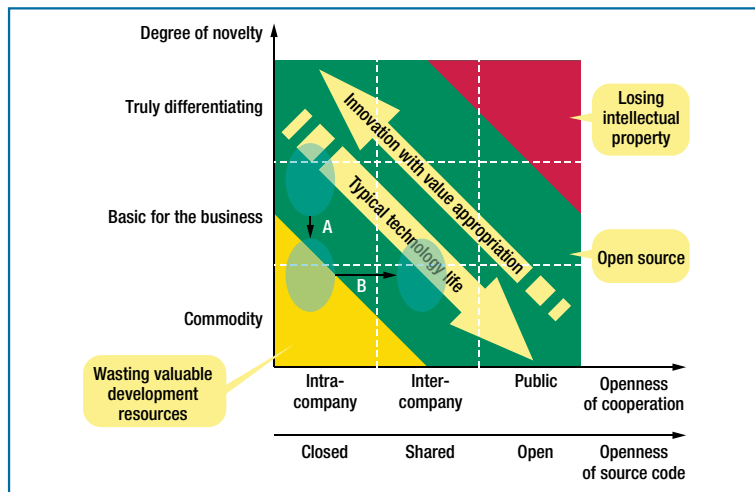 Degree of novelty
Truly differentiating
Innovation with value appropriation
Losing
intellectual
property
Basic for the business
A
Typical technology life
Open source
B
Commodity
Wasting valuable
development
resources
Intra-
company
Inter-
company
Public
Openness
of cooperation
Closed
Shared
Open
Openness
of source code